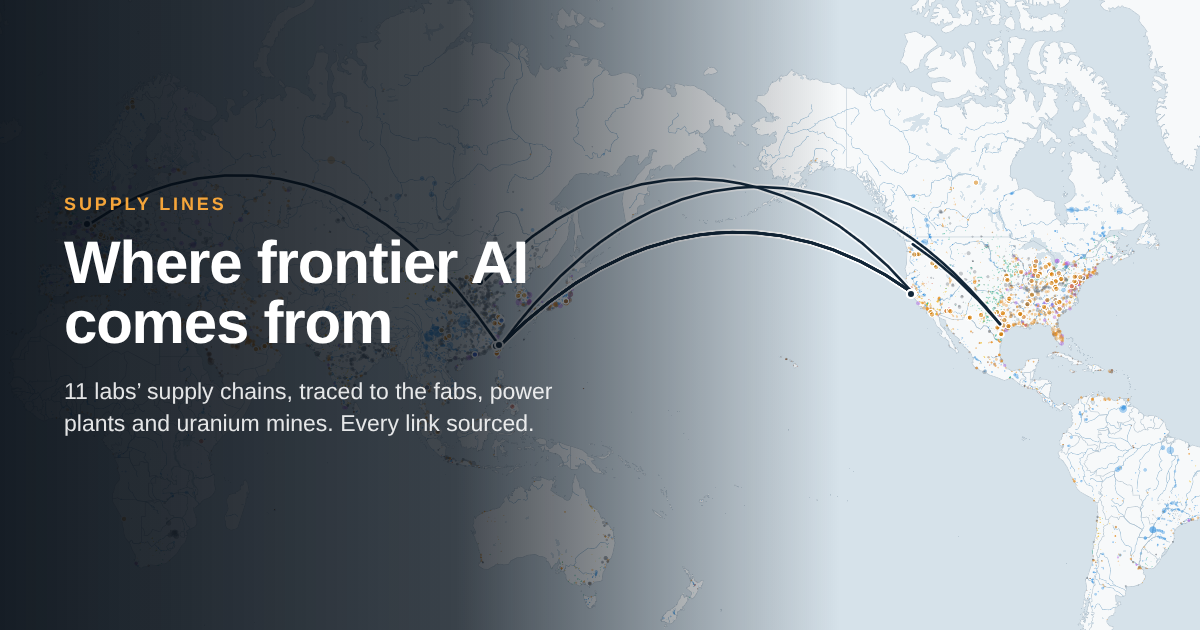 SUPPLY LINES
Where frontier AI
comes from
11 labs’ supply chains, traced to the fabs, power
plants and uranium mines. Every link sourced.